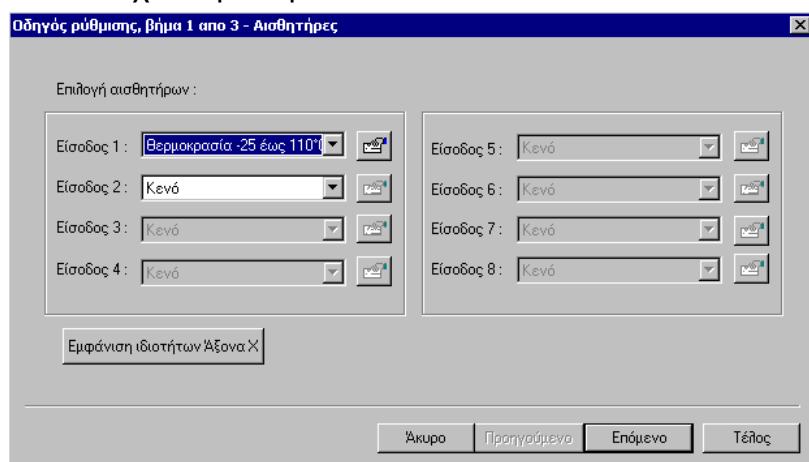 Οδηγός ρύθμισης, βήμα 1 απο 3 - Αισθητήρες
Επιλογή αισθητήρων :
Είσοδος 1 : Θερμοκρασία -25 έως 110°
Είσοδος 2 : Κενό
Είσοδος 3 : Κενό
Είσοδος 4 : Κενό
Είσοδος 5 : Κενό
Είσοδος 6 : Κενό
Είσοδος 7 : Κενό
Είσοδος 8 : Κενό
Εμφάνιση ιδιοτήτων Άξονα Χ
Άκυρο Προηγούμενο Επόμενο Τέλος